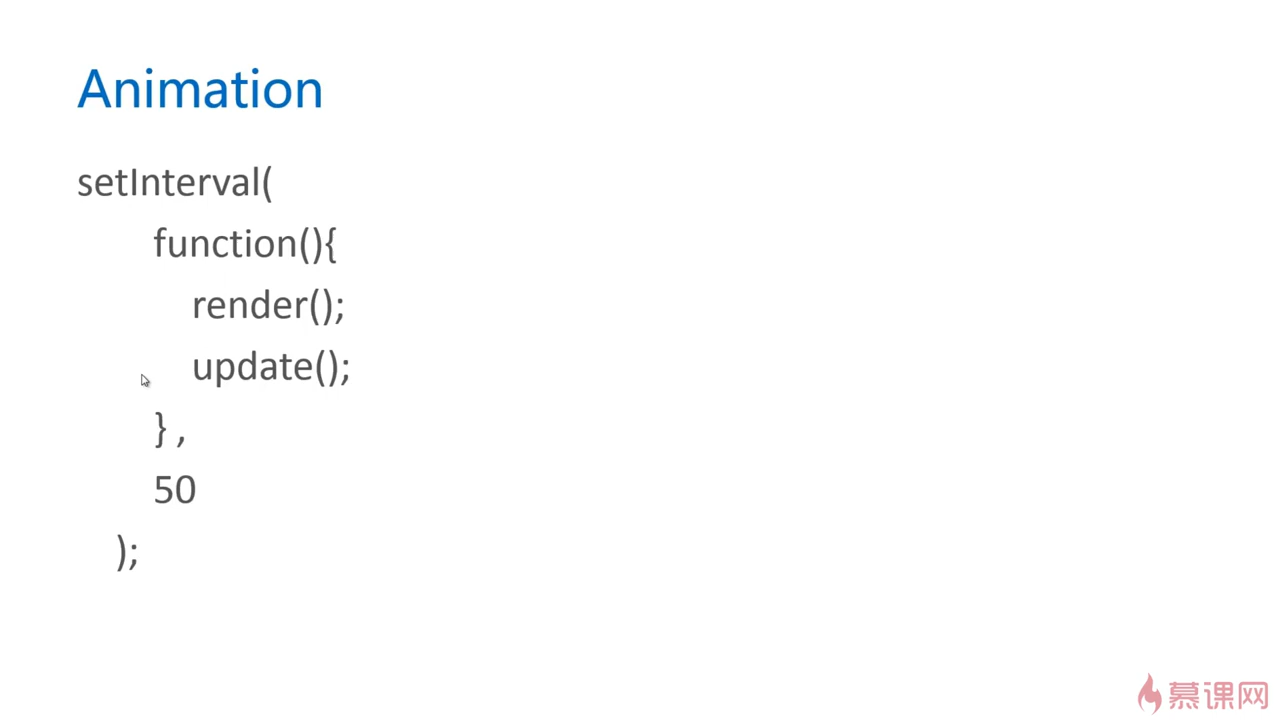 Animation
setInterval(
function(){
render();
update();
} ,
50
);
慕课网